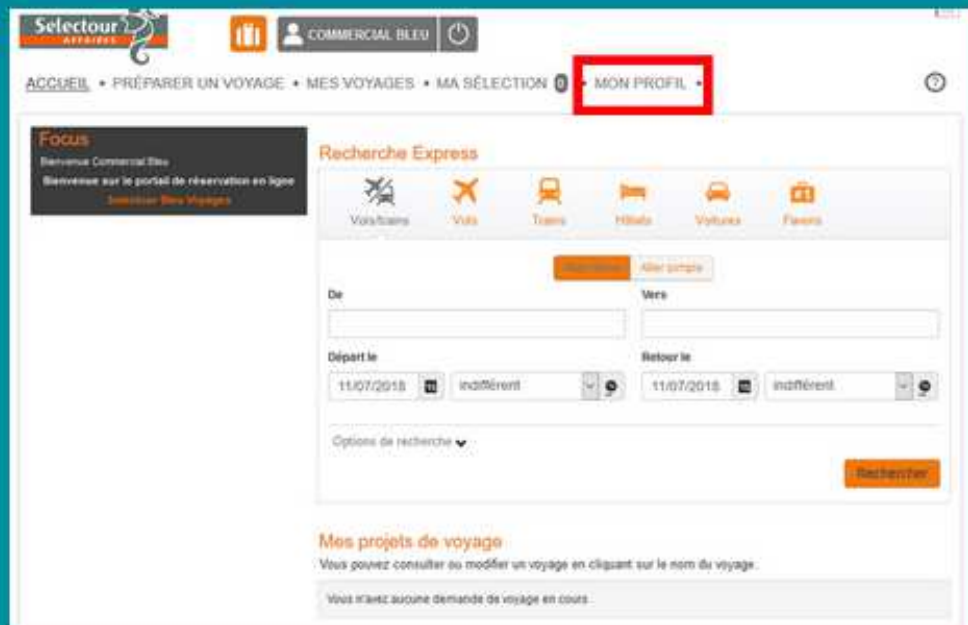 Selectour
AFFAIRES
COMMERCIAL BLEU
ACCUEIL • PRÉPARER UN VOYAGE • MES VOYAGES • MA SÉLECTION 0 • MON PROFIL •
Focus
Bienvenue Commercial Bleu
Bienvenue sur le portail de réservation en ligne
Selectour Bleu Voyages
Recherche Express
Vols/trains
Vols
Trains
Hôtels
Voitures
Favoris
Aller simple
De
Vers
Départ le
Retour le
11/07/2018
indifférent
11/07/2018
indifférent
Options de recherche
Rechercher
Mes projets de voyage
Vous pouvez consulter ou modifier un voyage en cliquant sur le nom du voyage.
Vous n'avez aucune demande de voyage en cours